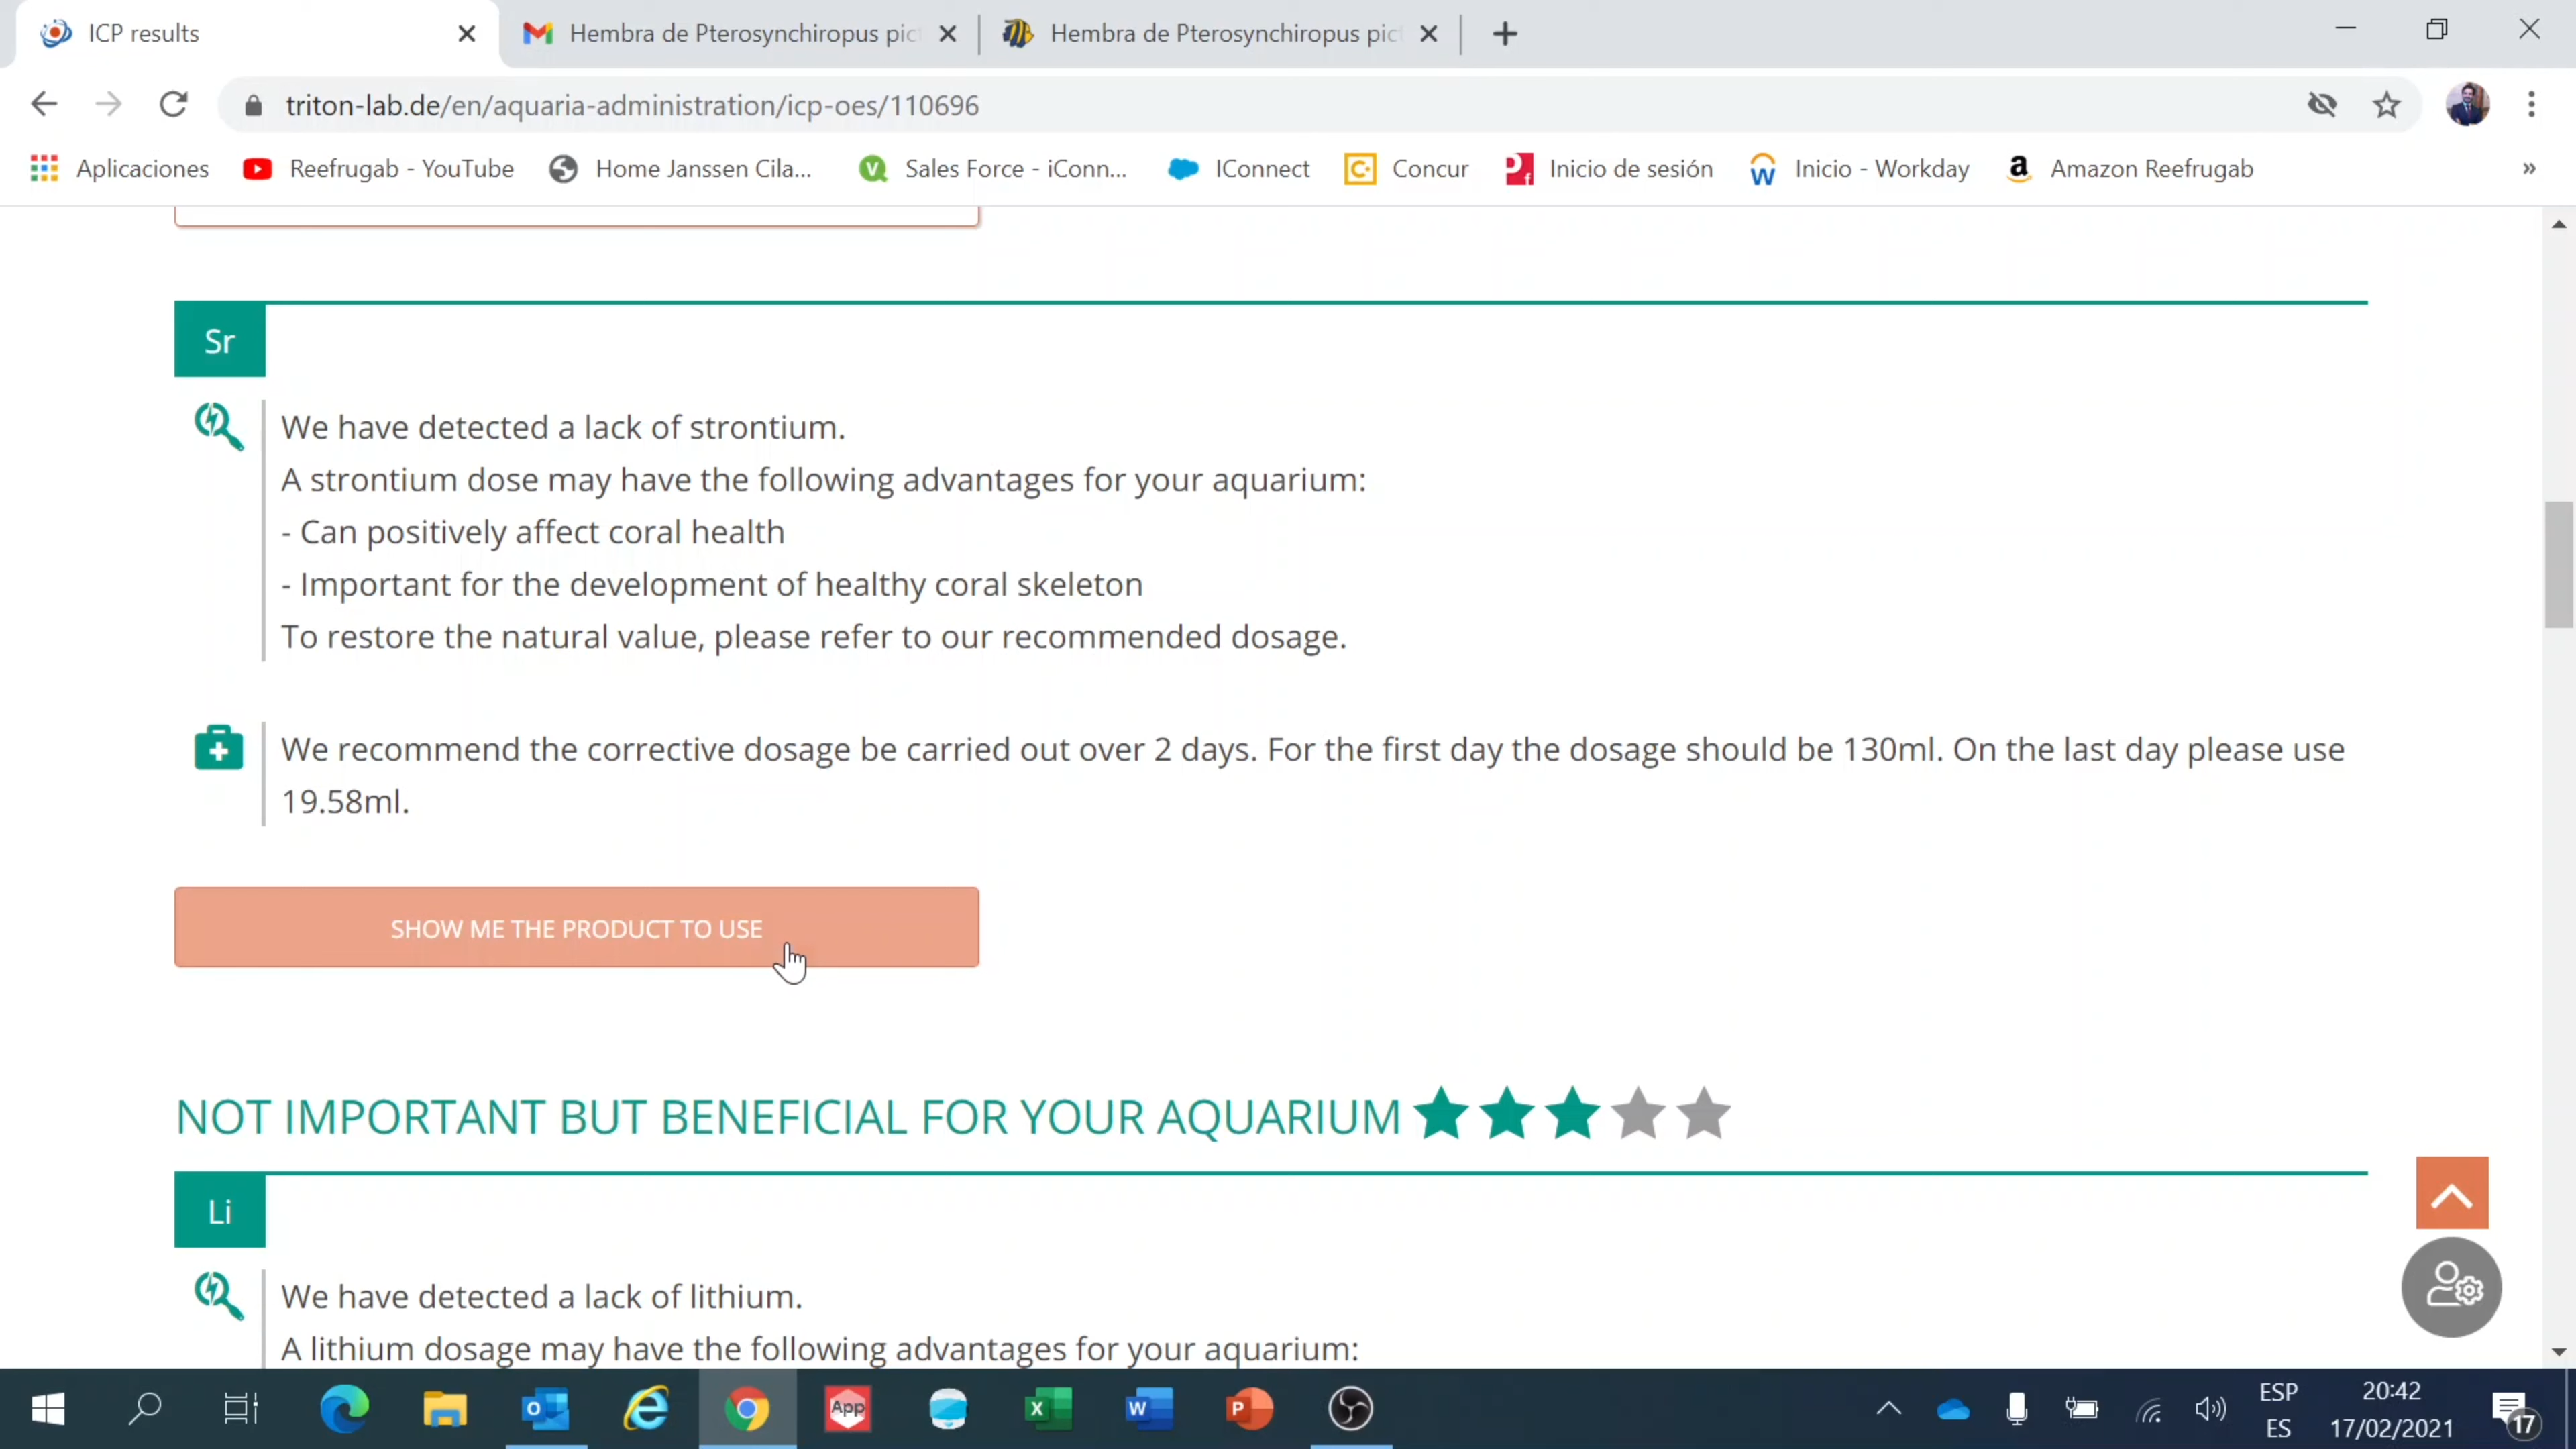 ICP results
Hembra de Pterosynchiropus pic
Hembra de Pterosynchiropus pict
triton-lab.de/en/aquaria-administration/icp-oes/110696
Aplicaciones
Reefrugab - YouTube
Home Janssen Cila...
Sales Force - iConn...
IConnect
Concur
Inicio de sesión
Inicio - Workday
Amazon Reefrugab
»
Sr
We have detected a lack of strontium.
A strontium dose may have the following advantages for your aquarium:
- Can positively affect coral health
- Important for the development of healthy coral skeleton
To restore the natural value, please refer to our recommended dosage.
We recommend the corrective dosage be carried out over 2 days. For the first day the dosage should be 130ml. On the last day please use
19.58ml.
SHOW ME THE PRODUCT TO USE
NOT IMPORTANT BUT BENEFICIAL FOR YOUR AQUARIUM
Li
We have detected a lack of lithium.
A lithium dosage may have the following advantages for your aquarium:
App
ESP
ES
20:42
17/02/2021
17